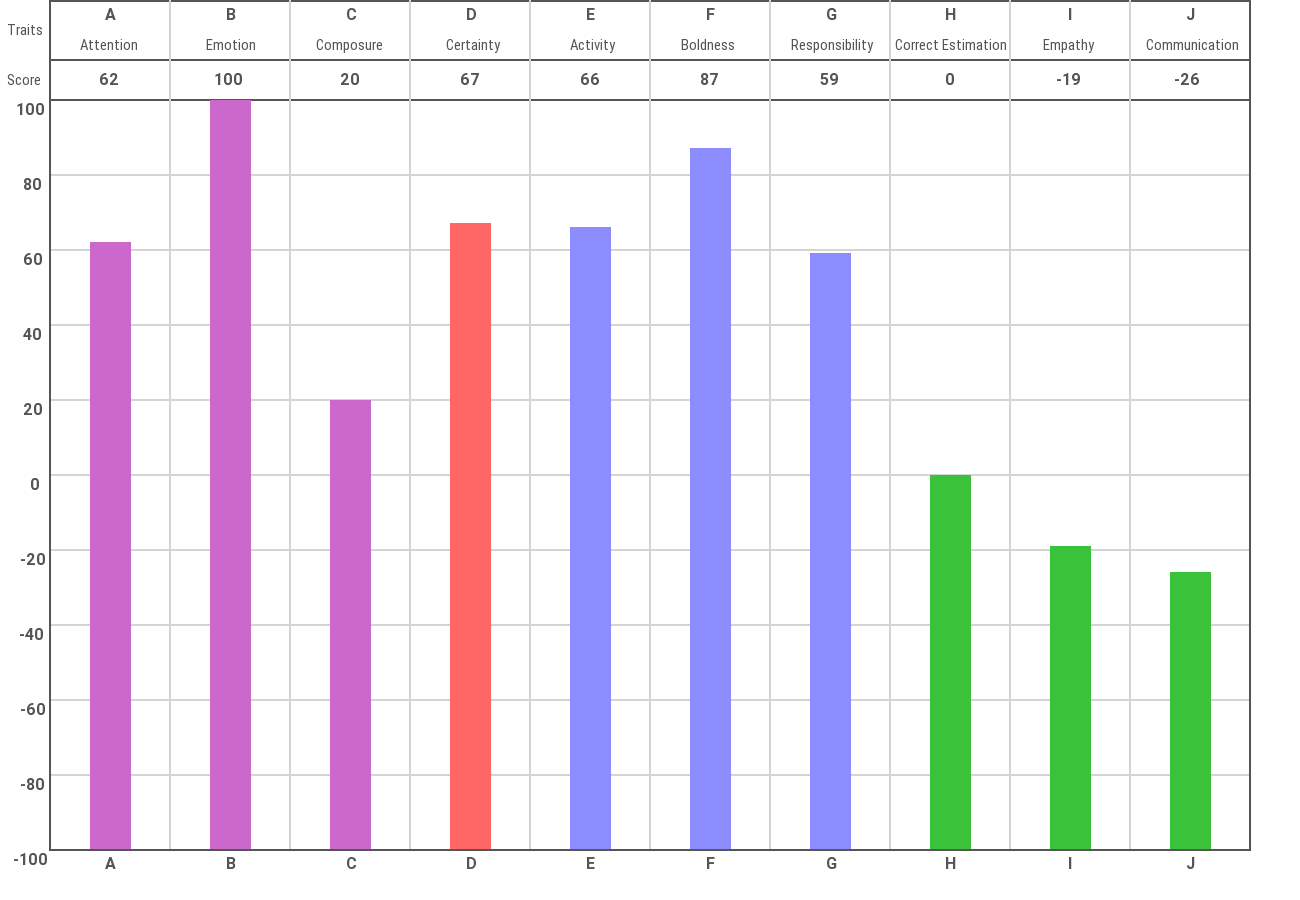 A B C D E F G H I J
Traits Attention Emotion Composure Certainty Activity Boldness Responsibility Correct Estimation Empathy Communication
Score 62 100 20 67 66 87 59 0 -19 -26
100
80
60
40
20
0
-20
-40
-60
-80
-100
A B C D E F G H I J